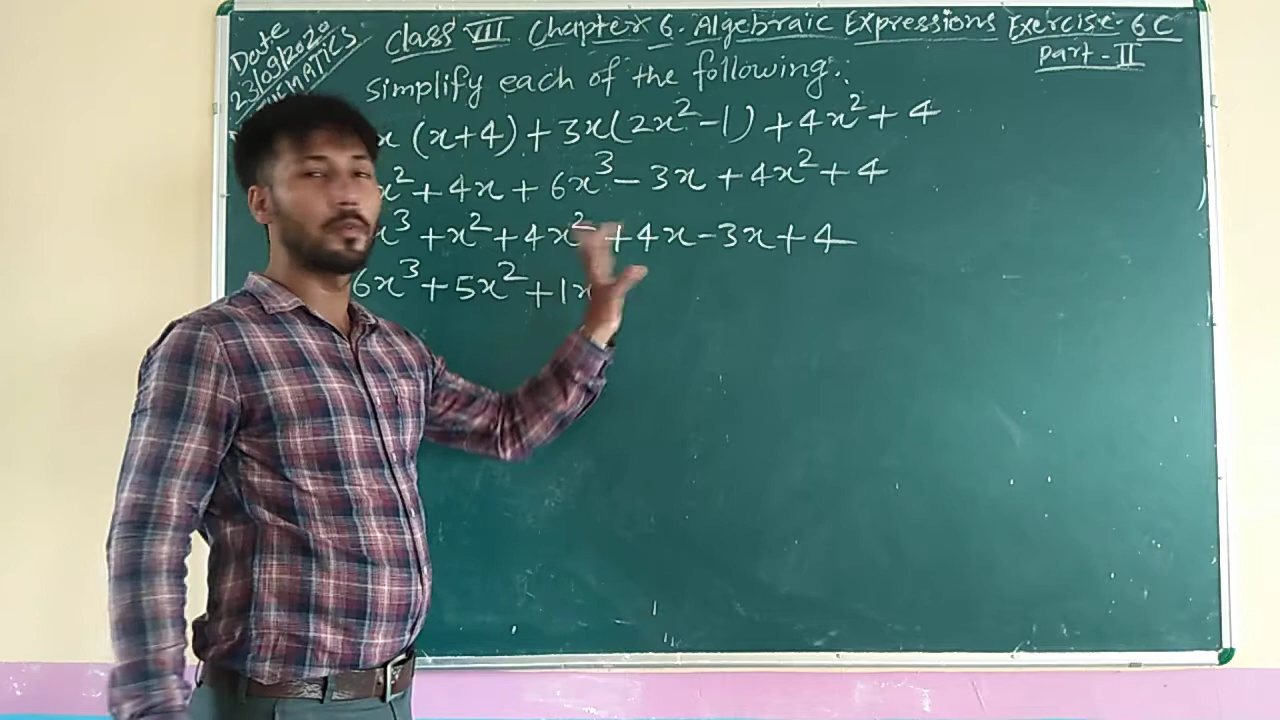 Date
23/09/2020
class VII Chapter 6. Algebraic Expressions Exercise-6C
Part-II
simplify each of the following:
x (x+4) + 3x(2x²-1) + 4x² + 4
x² + 4x + 6x³ - 3x + 4x² + 4
x³ + x² + 4x² + 4x - 3x + 4
6x³ + 5x² + 1x